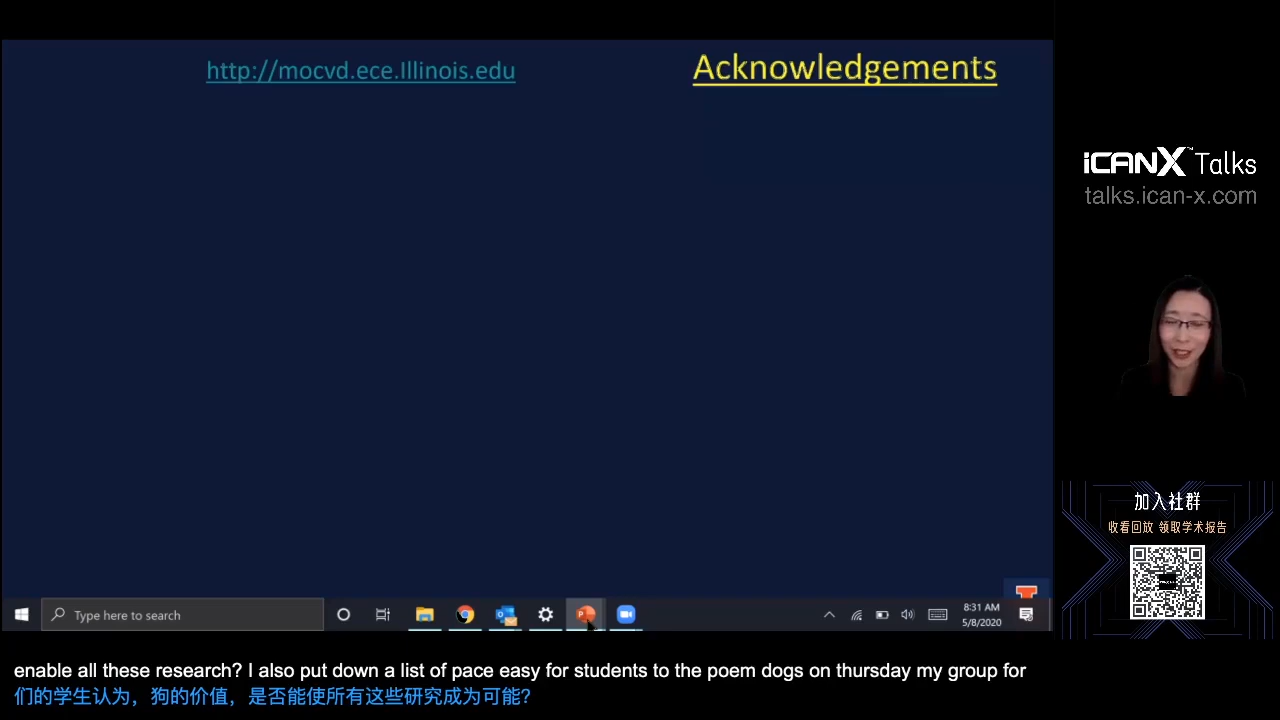 http://mocvd.ece.Illinois.edu
Acknowledgements
iCANX Talks
talks.ican-x.com
加入社群
收看回放 领取学术报告
Type here to search
8:31 AM
5/8/2020
enable all these research? I also put down a list of pace easy for students to the poem dogs on thursday my group for
们的学生认为，狗的价值，是否能使所有这些研究成为可能？